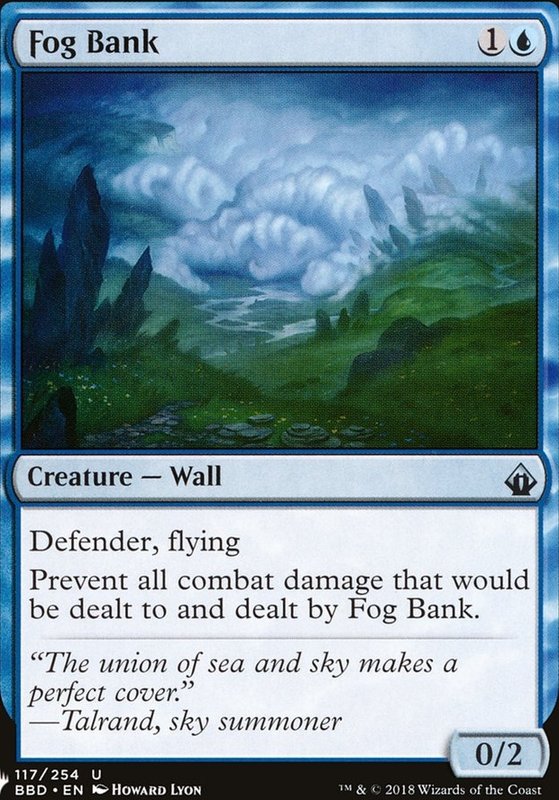 Fog Bank
1
Creature — Wall
Defender, flying
Prevent all combat damage that would
be dealt to and dealt by Fog Bank.
“The union of sea and sky makes a
perfect cover.”
—Talrand, sky summoner
0/2
117/254 U
BBD • EN Howard Lyon
™ & © 2018 Wizards of the Coast